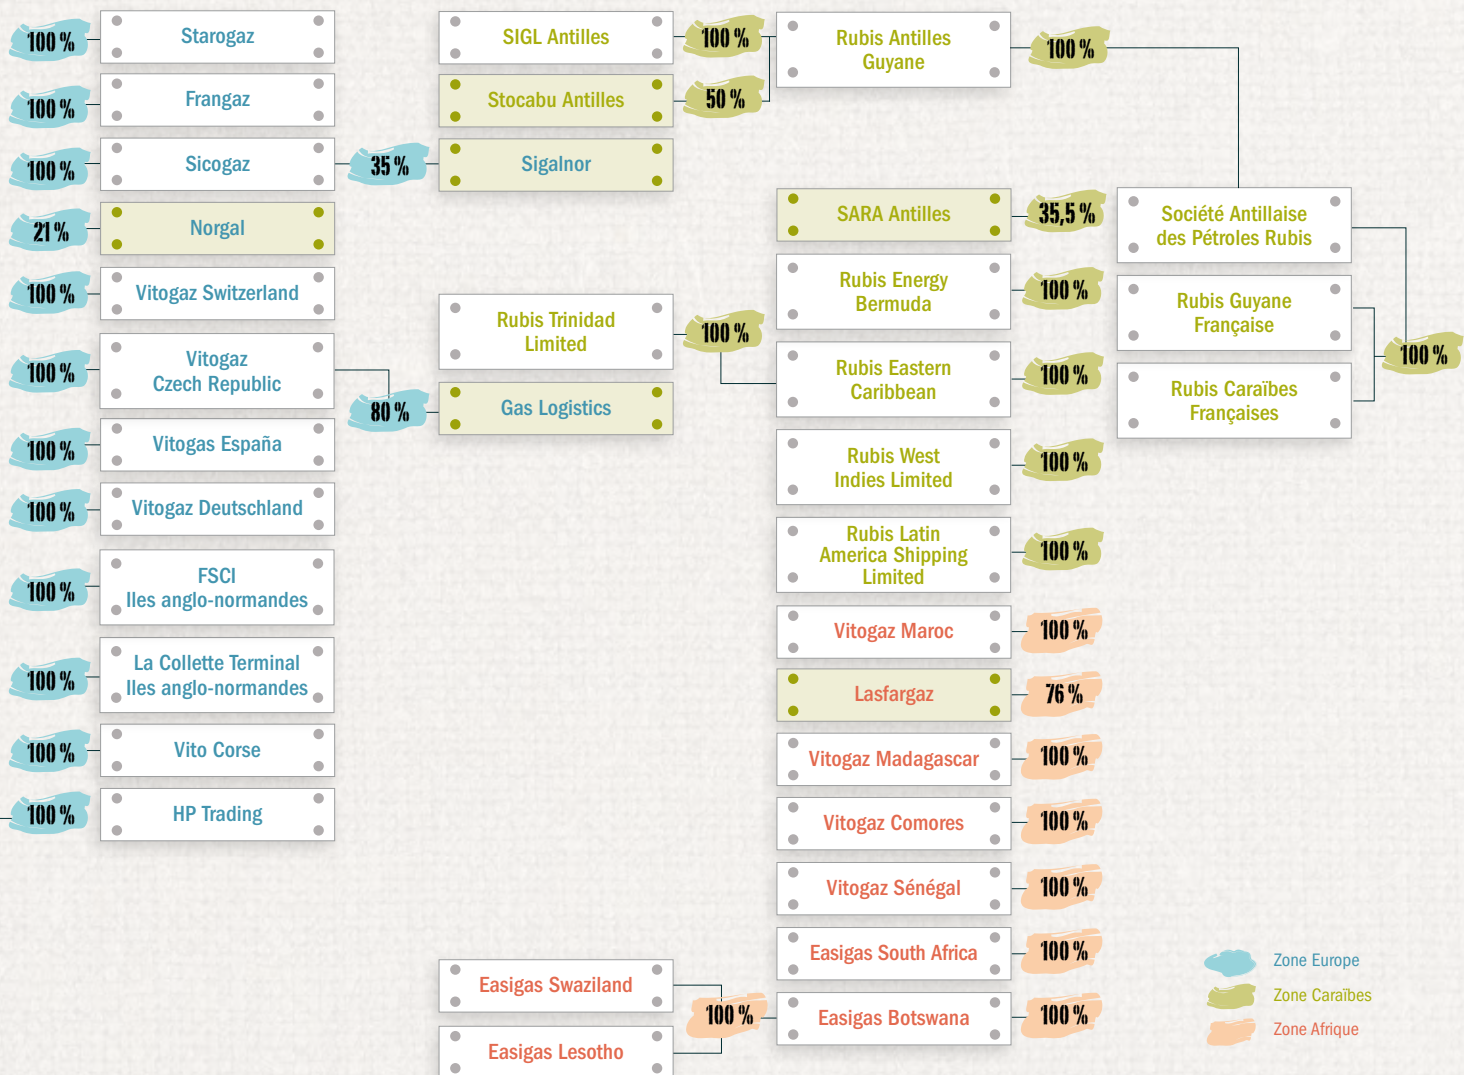 100 %
Starogaz
100 %
Frangaz
100 %
Sicogaz
35 %
Sigalnor
21 %
Norgal
100 %
Vitogaz Switzerland
100 %
Vitogaz
Czech Republic
80 %
Gas Logistics
100 %
Vitogas España
100 %
Vitogaz Deutschland
100 %
FSCI
Iles anglo-normandes
100 %
La Collette Terminal
Iles anglo-normandes
100 %
Vito Corse
100 %
HP Trading
SIGL Antilles
100 %
Stocabu Antilles
50 %
Rubis Antilles
Guyane
100 %
Rubis Trinidad
Limited
100 %
SARA Antilles
35,5 %
Rubis Energy
Bermuda
100 %
Rubis Eastern
Caribbean
100 %
Rubis West
Indies Limited
100 %
Rubis Latin
America Shipping
Limited
100 %
Société Antillaise
des Pétroles Rubis
Rubis Guyane
Française
Rubis Caraïbes
Françaises
100 %
Vitogaz Maroc
100 %
Lasfargaz
76 %
Vitogaz Madagascar
100 %
Vitogaz Comores
100 %
Vitogaz Sénégal
100 %
Easigas South Africa
100 %
Easigas Swaziland
Easigas Lesotho
100 %
Easigas Botswana
100 %
Zone Europe
Zone Caraïbes
Zone Afrique